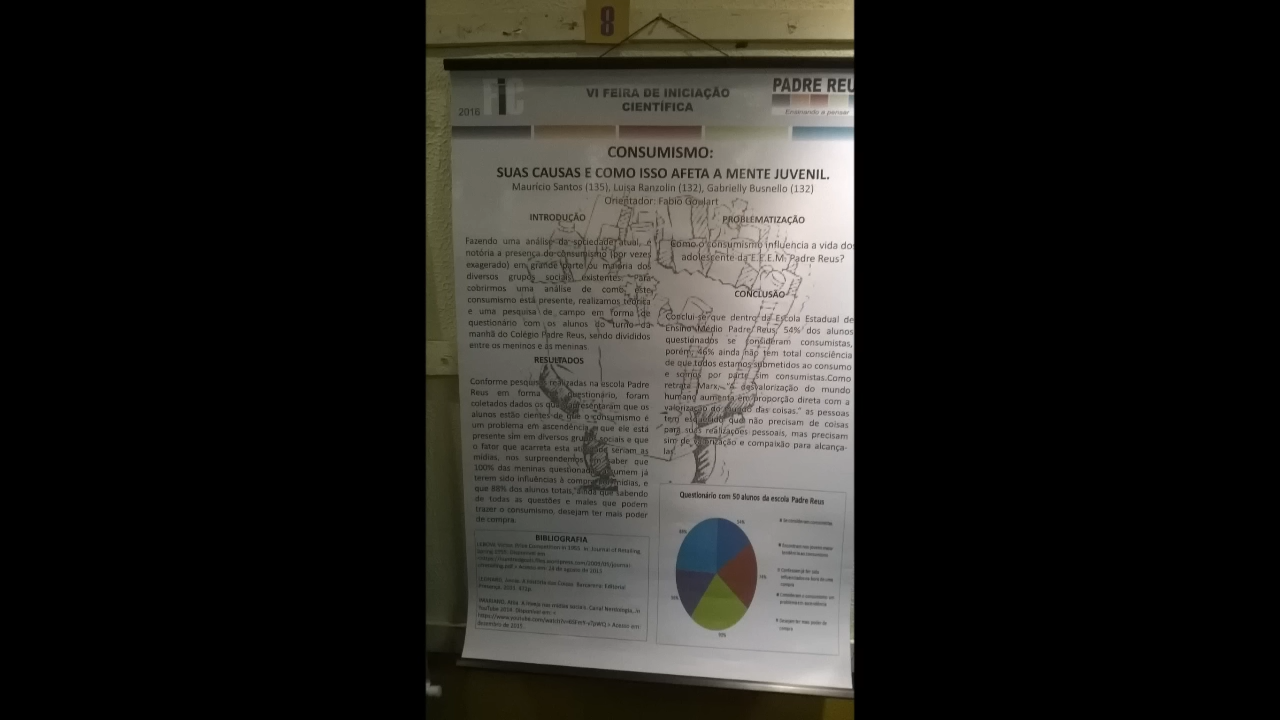 8
2016
FiC
VI FEIRA DE INICIAÇÃO
CIENTÍFICA
PADRE REU
Ensinando a pensar
CONSUMISMO:
SUAS CAUSAS E COMO ISSO AFETA A MENTE JUVENIL.
Maurício Santos (135), Luisa Banzolin (132), Gabrielly Busnello (132)
Orientador: Fabio Goulart
INTRODUÇÃO
Fazendo uma análise da sociedade atual, é
notória a presença do consumismo (por vezes
exagerado) em grande parte ou maioria dos
diversos grupos sociais existentes. Para
cobrirmos uma análise de como este
consumismo está presente, realizamos teórica
e uma pesquisa de campo em forma de
questionário com os alunos do turno da
manhã do Colégio Padre Reus, sendo divididos
entre os meninos e as meninas.
RESULTADOS
Conforme pesquisas realizadas na escola Padre
Reus em forma questionário, foram
coletados dados os quais apresentaram que os
alunos estão cientes de que o consumismo é
um problema em ascendência e que ele está
presente sim em diversos grupos sociais e que
o fator que acarreta esta seriam as
mídias, nos surpreendemos em saber que
100% das meninas questionadas assumem já
terem sido influências à compra mídias, e
que 88% dos alunos totais, ainda que sabendo
de todas as questões e males que podem
trazer o consumismo, desejam ter mais poder
de compra.
BIBLIOGRAFIA
PROBLEMATIZAÇÃO
Como o consumismo influencia a vida dos
adolescente da E.E.E.M. Padre Reus?
CONCLUSÃO
Conclui-se que dentro da Escola Estadual de
Ensino Médio Padre Reus, 54% dos alunos
questionados se consideram consumistas,
porém, 46% ainda não tem total consciência
de que todos estamos submetidos ao consumo
e somos por parte sim consumistas.Como
retrata Marx, "a desvalorização do mundo
humano aumenta em proporção direta com a
valorização do mundo das coisas." as pessoas
tem esquecido que não precisam de coisas
para suas realizações pessoais, mas precisam
sim de e compaixão para alcança-
las.
Questionário com 50 alunos da escola Padre Reus